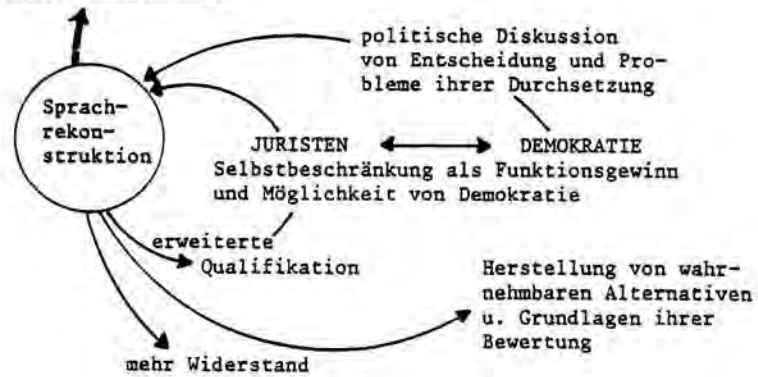 politische Diskussion
von Entscheidung und Pro-
bleme ihrer Durchsetzung
Sprach-
rekon-
struktion
JURISTEN DEMOKRATIE
Selbstbeschränkung als Funktionsgewinn
und Möglichkeit von Demokratie
erweiterte
Qualifikation
Herstellung von wahr-
nehmbaren Alternativen
u. Grundlagen ihrer
Bewertung
mehr Widerstand